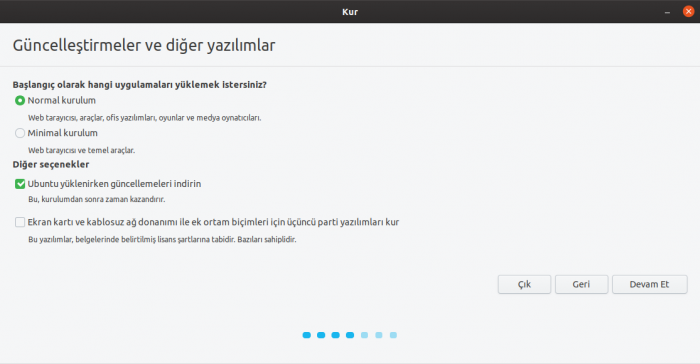 Kur
Güncelleştirmeler ve diğer yazılımlar
Başlangıç olarak hangi uygulamaları yüklemek istersiniz?
Normal kurulum
Web tarayıcısı, araçlar, ofis yazılımları, oyunlar ve medya oynatıcıları.
Minimal kurulum
Web tarayıcısı ve temel araçlar.
Diğer seçenekler
Ubuntu yüklenirken güncellemeleri indirin
Bu, kurulumdan sonra zaman kazandırır.
Ekran kartı ve kablosuz ağ donanımı ile ek ortam biçimleri için üçüncü parti yazılımları kur
Bu yazılımlar, belgelerinde belirtilmiş lisans şartlarına tabidir. Bazıları sahiplidir.
Çık Geri Devam Et